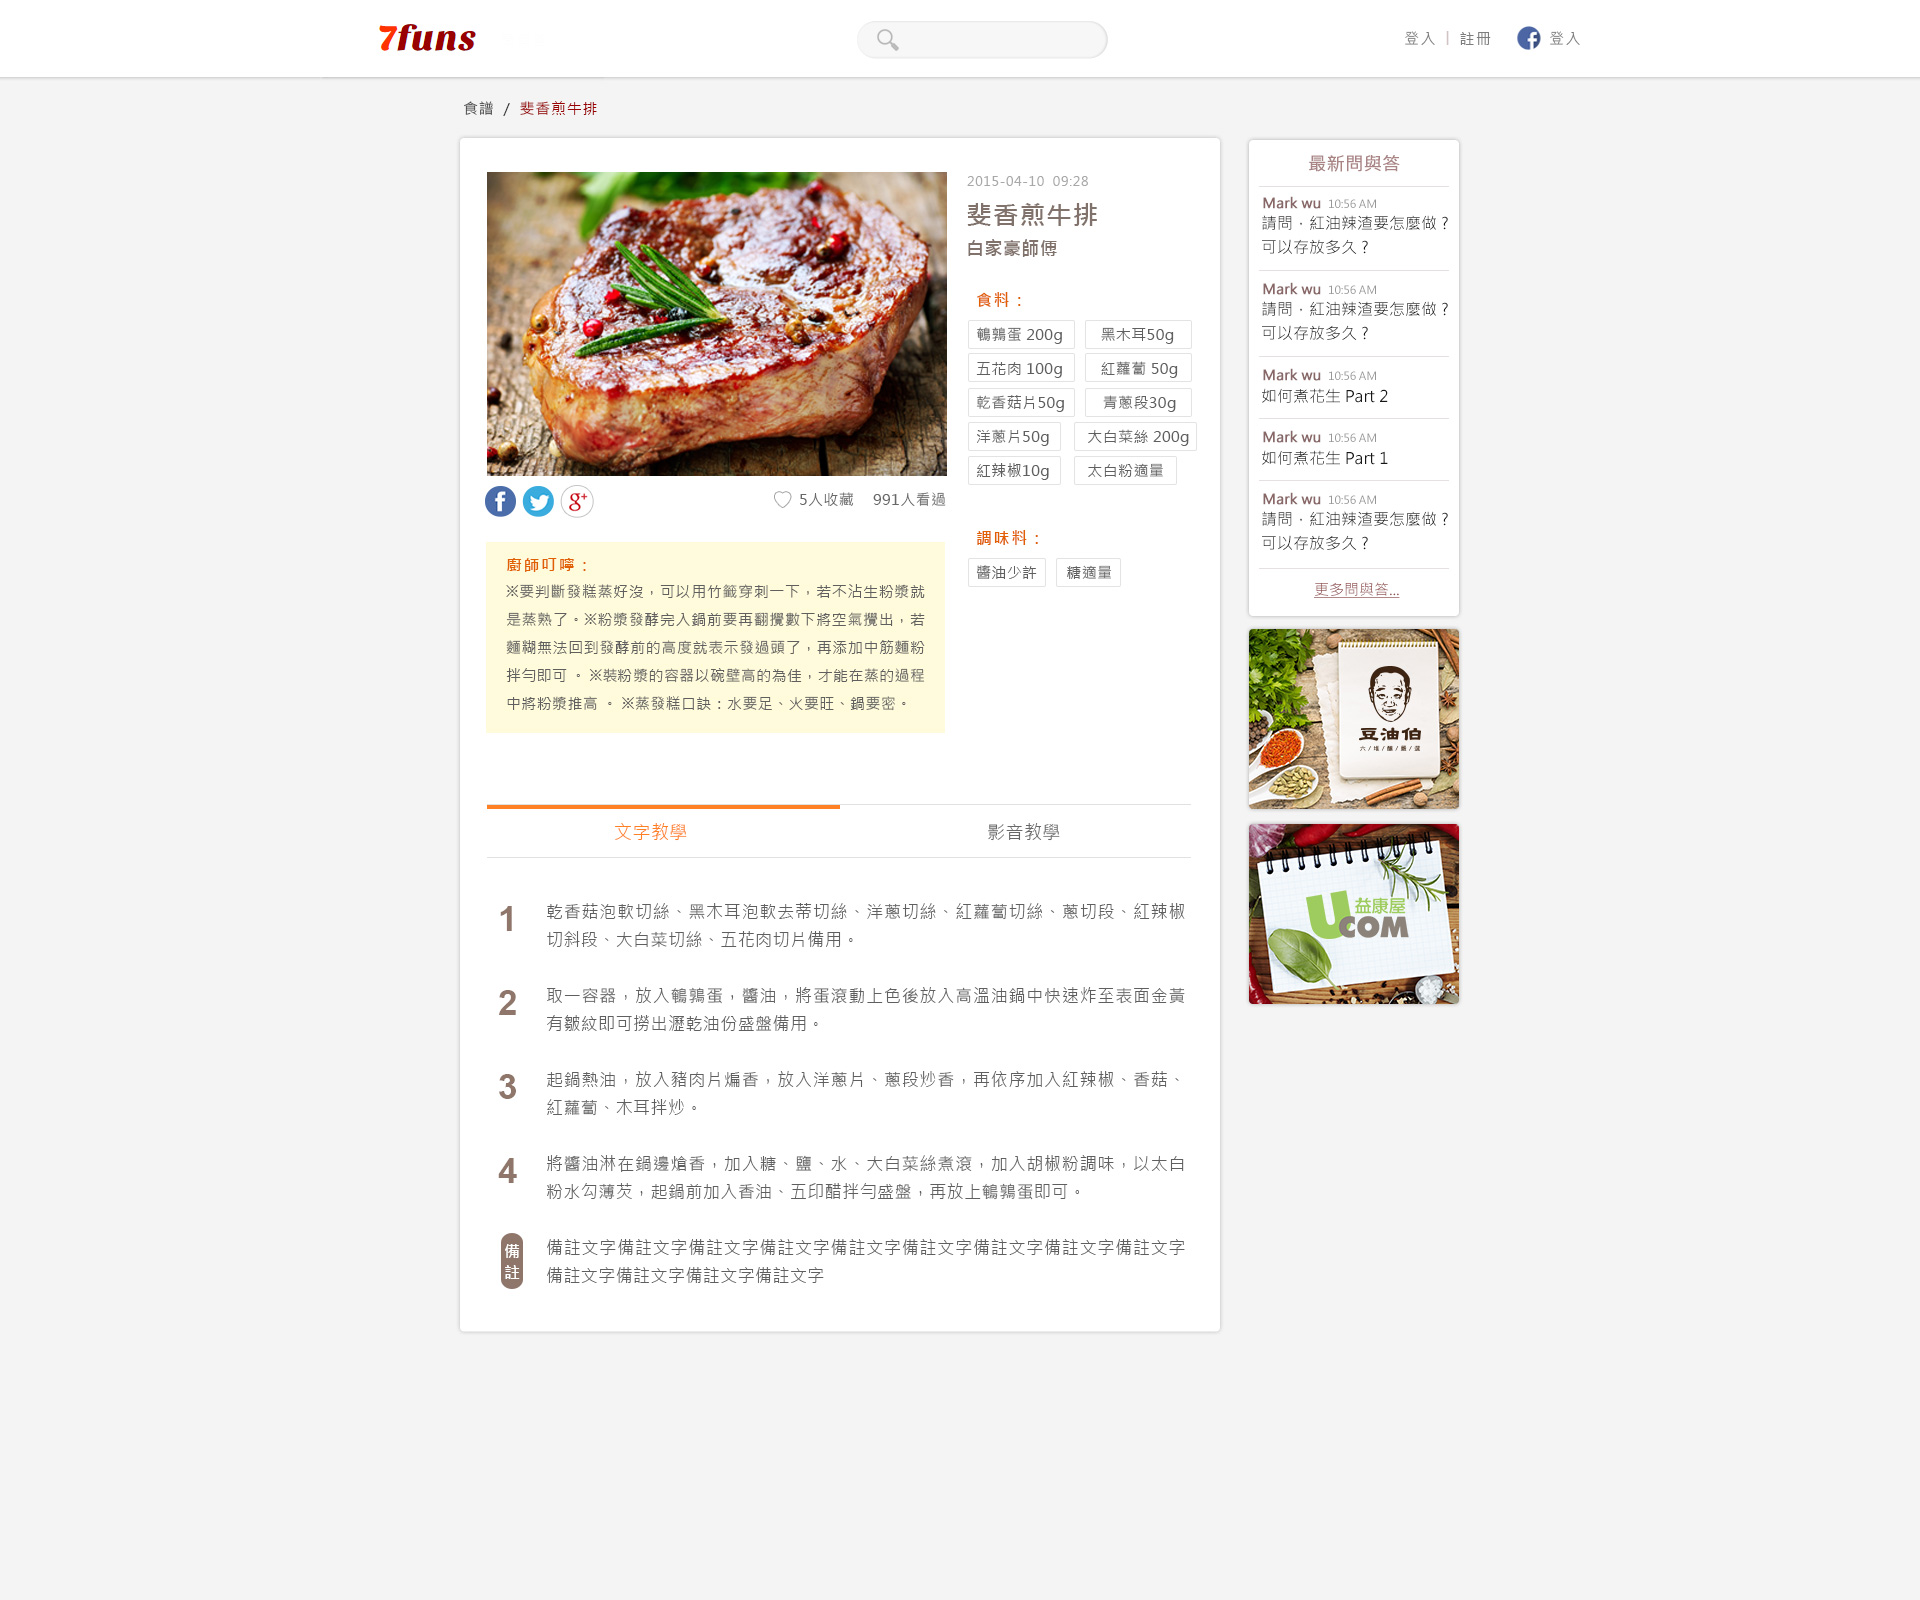 7funs
登入 | 註冊 登入
食譜 / 斐香煎牛排
2015-04-10 09:28
斐香煎牛排
白家豪師傅
食料：
鵪鶉蛋 200g
黑木耳50g
五花肉 100g
紅蘿蔔 50g
乾香菇片50g
青蔥段30g
洋蔥片50g
大白菜絲 200g
紅辣椒10g
太白粉適量
調味料：
醬油少許
糖適量
g+
5人收藏 991人看過
廚師叮嚀：
※要判斷發糕蒸好沒，可以用竹籤穿刺一下，若不沾生粉漿就
是蒸熟了。※粉漿發酵完入鍋前要再翻攪數下將空氣攪出，若
麵糊無法回到發酵前的高度就表示發過頭了，再添加中筋麵粉
拌勻即可 。 ※裝粉漿的容器以碗壁高的為佳，才能在蒸的過程
中將粉漿推高 。 ※蒸發糕口訣：水要足、火要旺、鍋要密。
文字教學
影音教學
1
乾香菇泡軟切絲、黑木耳泡軟去蒂切絲、洋蔥切絲、紅蘿蔔切絲、蔥切段、紅辣椒
切斜段、大白菜切絲、五花肉切片備用。
2
取一容器，放入鵪鶉蛋，醬油，將蛋滾動上色後放入高溫油鍋中快速炸至表面金黃
有皺紋即可撈出瀝乾油份盛盤備用。
3
起鍋熱油，放入豬肉片煸香，放入洋蔥片、蔥段炒香，再依序加入紅辣椒、香菇、
紅蘿蔔、木耳拌炒。
4
將醬油淋在鍋邊熗香，加入糖、鹽、水、大白菜絲煮滾，加入胡椒粉調味，以太白
粉水勾薄芡，起鍋前加入香油、五印醋拌勻盛盤，再放上鵪鶉蛋即可。
備註
備註文字備註文字備註文字備註文字備註文字備註文字備註文字備註文字備註文字
備註文字備註文字備註文字備註文字
最新問與答
Mark wu 10:56 AM
請問，紅油辣渣要怎麼做？
可以存放多久？
Mark wu 10:56 AM
請問，紅油辣渣要怎麼做？
可以存放多久？
Mark wu 10:56 AM
如何煮花生 Part 2
Mark wu 10:56 AM
如何煮花生 Part 1
Mark wu 10:56 AM
請問，紅油辣渣要怎麼做？
可以存放多久？
更多問與答...
豆油伯
益康屋
UCOM